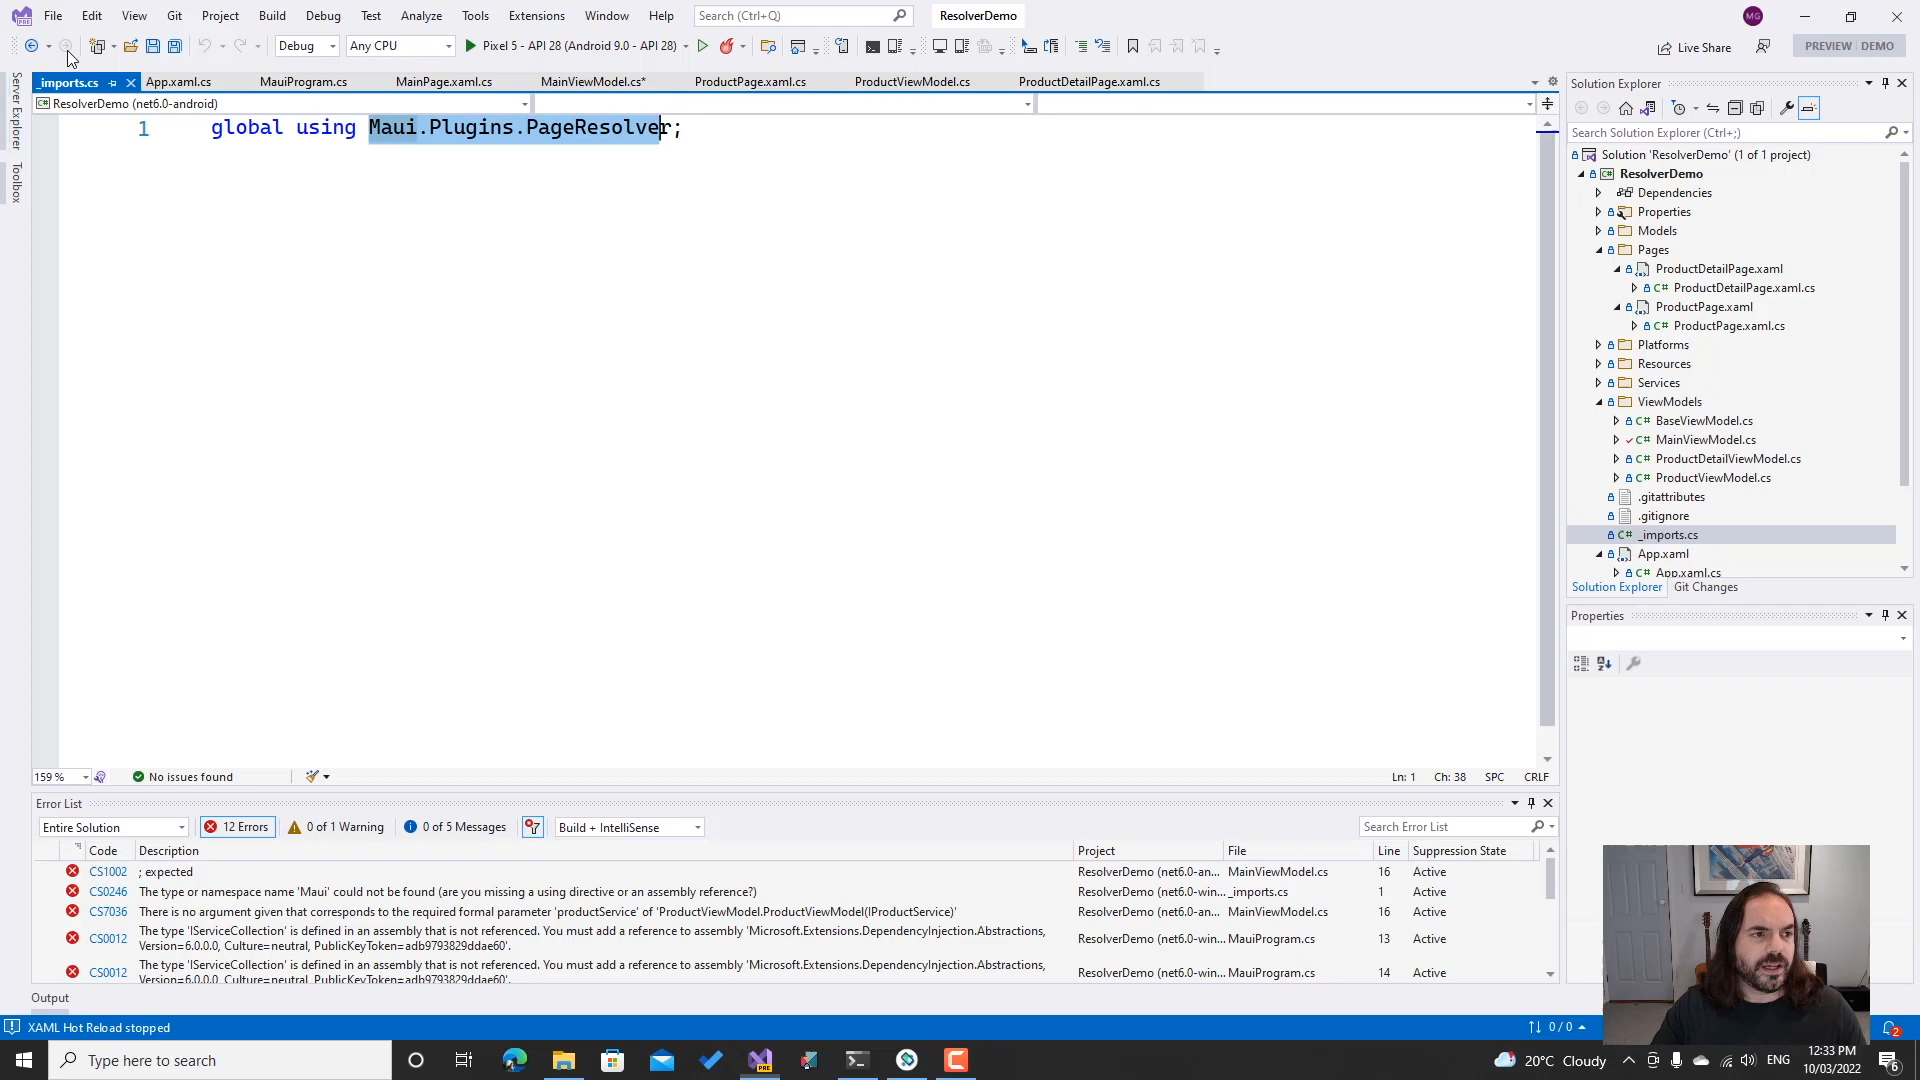 File Edit View Git Project Build Debug Test Analyze Tools Extensions Window Help Search (Ctrl+Q) ResolverDemo MG
Debug Any CPU Pixel 5 - API 28 (Android 9.0 - API 28) Live Share PREVIEW DEMO
Server Explorer
Toolbox
_imports.cs App.xaml.cs MauiProgram.cs MainPage.xaml.cs MainViewModel.cs* ProductPage.xaml.cs ProductViewModel.cs ProductDetailPage.xaml.cs
ResolverDemo (net6.0-android)
1 global using Maui.Plugins.PageResolver;
159 % No issues found Ln: 1 Ch: 38 SPC CRLF
Solution Explorer
Search Solution Explorer (Ctrl+;)
Solution 'ResolverDemo' (1 of 1 project)
ResolverDemo
Dependencies
Properties
Models
Pages
ProductDetailPage.xaml
ProductDetailPage.xaml.cs
ProductPage.xaml
ProductPage.xaml.cs
Platforms
Resources
Services
ViewModels
BaseViewModel.cs
MainViewModel.cs
ProductDetailViewModel.cs
ProductViewModel.cs
.gitattributes
.gitignore
_imports.cs
App.xaml
App.xaml.cs
Solution Explorer Git Changes
Properties
Error List
Entire Solution 12 Errors 0 of 1 Warning 0 of 5 Messages Build + IntelliSense Search Error List
Code Description Project File Line Suppression State
CS1002 ; expected ResolverDemo (net6.0-an... MainViewModel.cs 16 Active
CS0246 The type or namespace name 'Maui' could not be found (are you missing a using directive or an assembly reference?) ResolverDemo (net6.0-win... _imports.cs 1 Active
CS7036 There is no argument given that corresponds to the required formal parameter 'productService' of 'ProductViewModel.ProductViewModel(IProductService)' ResolverDemo (net6.0-an... MainViewModel.cs 16 Active
CS0012 The type 'IServiceCollection' is defined in an assembly that is not referenced. You must add a reference to assembly 'Microsoft.Extensions.DependencyInjection.Abstractions,
Version=6.0.0.0, Culture=neutral, PublicKeyToken=adb9793829ddae60'. ResolverDemo (net6.0-win... MauiProgram.cs 13 Active
CS0012 The type 'IServiceCollection' is defined in an assembly that is not referenced. You must add a reference to assembly 'Microsoft.Extensions.DependencyInjection.Abstractions,
Version=6.0.0.0, Culture=neutral, PublicKeyToken=adb9793829ddae60'. ResolverDemo (net6.0-win... MauiProgram.cs 14 Active
Output
XAML Hot Reload stopped 0 / 0 2
Type here to search PRE 20°C Cloudy ENG 12:33 PM
10/03/2022 6